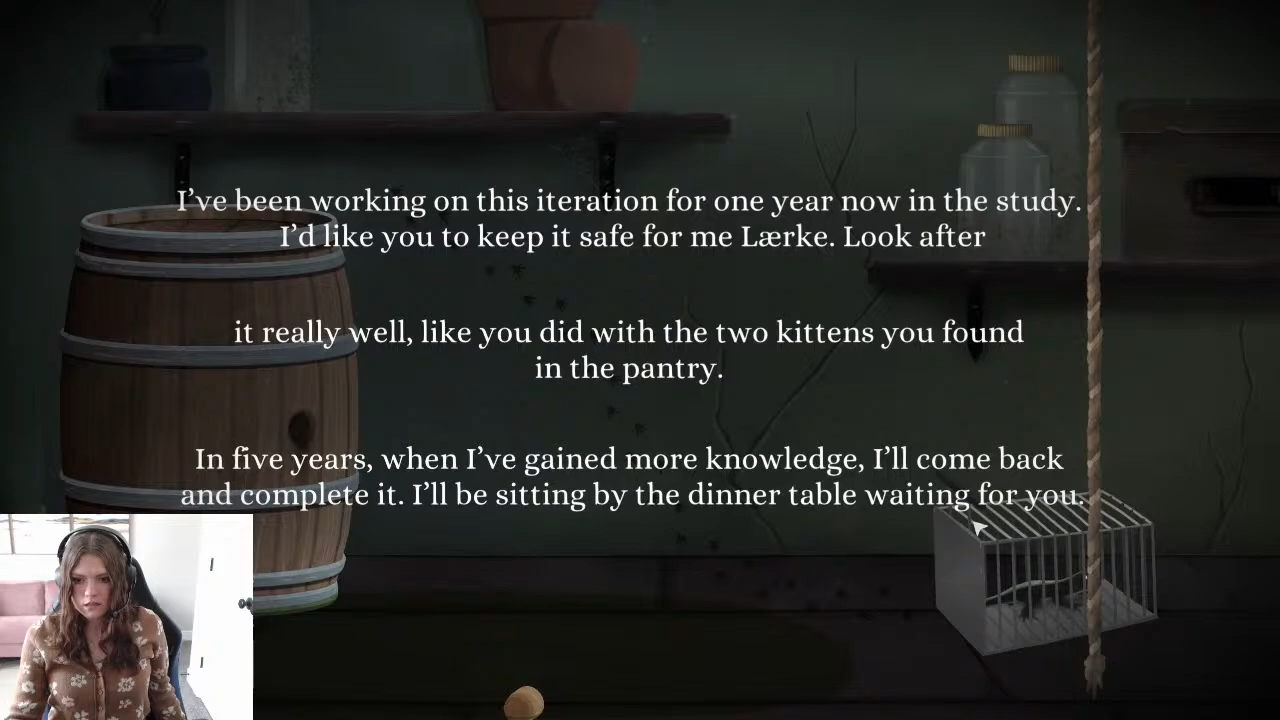 I’ve been working on this iteration for one year now in the study.
I’d like you to keep it safe for me Lærke. Look after
it really well, like you did with the two kittens you found
in the pantry.
In five years, when I’ve gained more knowledge, I’ll come back
and complete it. I’ll be sitting by the dinner table waiting for you.